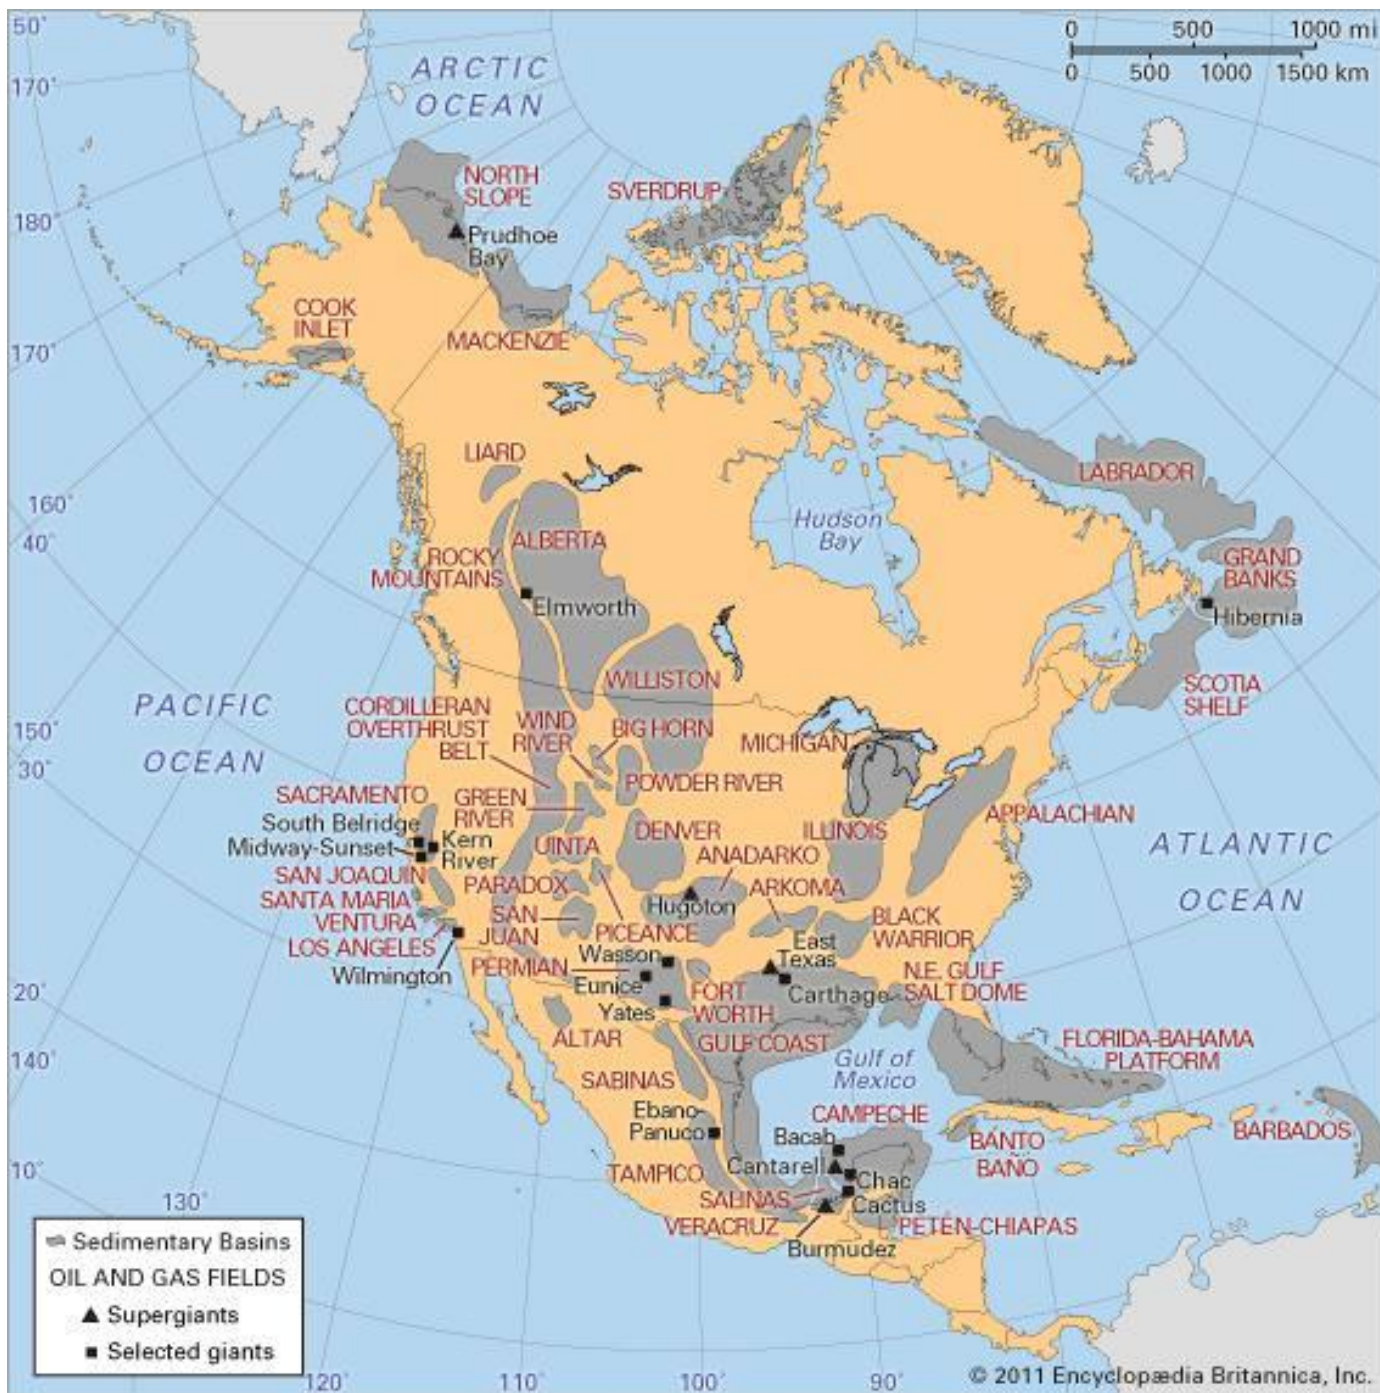 50°
170°
180°
170°
160°
40°
150°
30°
20°
140°
10°
130°
120°
110°
100°
90°
0 500 1000 mi
0 500 1000 1500 km
ARCTIC
OCEAN
NORTH
SLOPE
Prudhoe
Bay
SVERDRUP
COOK
INLET
MACKENZIE
LIARD
ALBERTA
ROCKY
MOUNTAINS
Elmworth
Hudson
Bay
LABRADOR
GRAND
BANKS
Hibernia
SCOTIA
SHELF
PACIFIC
OCEAN
WILLISTON
CORDILLERAN
OVERTHRUST
BELT
WIND
RIVER
BIG HORN
MICHIGAN
POWDER RIVER
SACRAMENTO
GREEN
RIVER
APPALACHIAN
South Belridge
Midway-Sunset
Kern
River
DENVER
ILLINOIS
UINTA
ANADARKO
ATLANTIC
OCEAN
SAN JOAQUIN
SANTA MARIA
VENTURA
LOS ANGELES
Wilmington
PARADOX
ARKOMA
Hugoton
SAN
JUAN
PICEANCE
BLACK
WARRIOR
Wasson
East
Texas
PERMIAN
Eunice
Yates
FORT
WORTH
Carthage
N.E. GULF
SALT DOME
ALTAR
GULF COAST
Gulf of
Mexico
FLORIDA-BAHAMA
PLATFORM
SABINAS
Ebano-
Panuco
CAMPECHE
Bacab
Cantarell
BANTO
BAÑO
BARBADOS
TAMPICO
Chac
SALINAS
Cactus
VERACRUZ
PETÉN-CHIAPAS
Burmudez
Sedimentary Basins
OIL AND GAS FIELDS
Supergiants
Selected giants
© 2011 Encyclopædia Britannica, Inc.